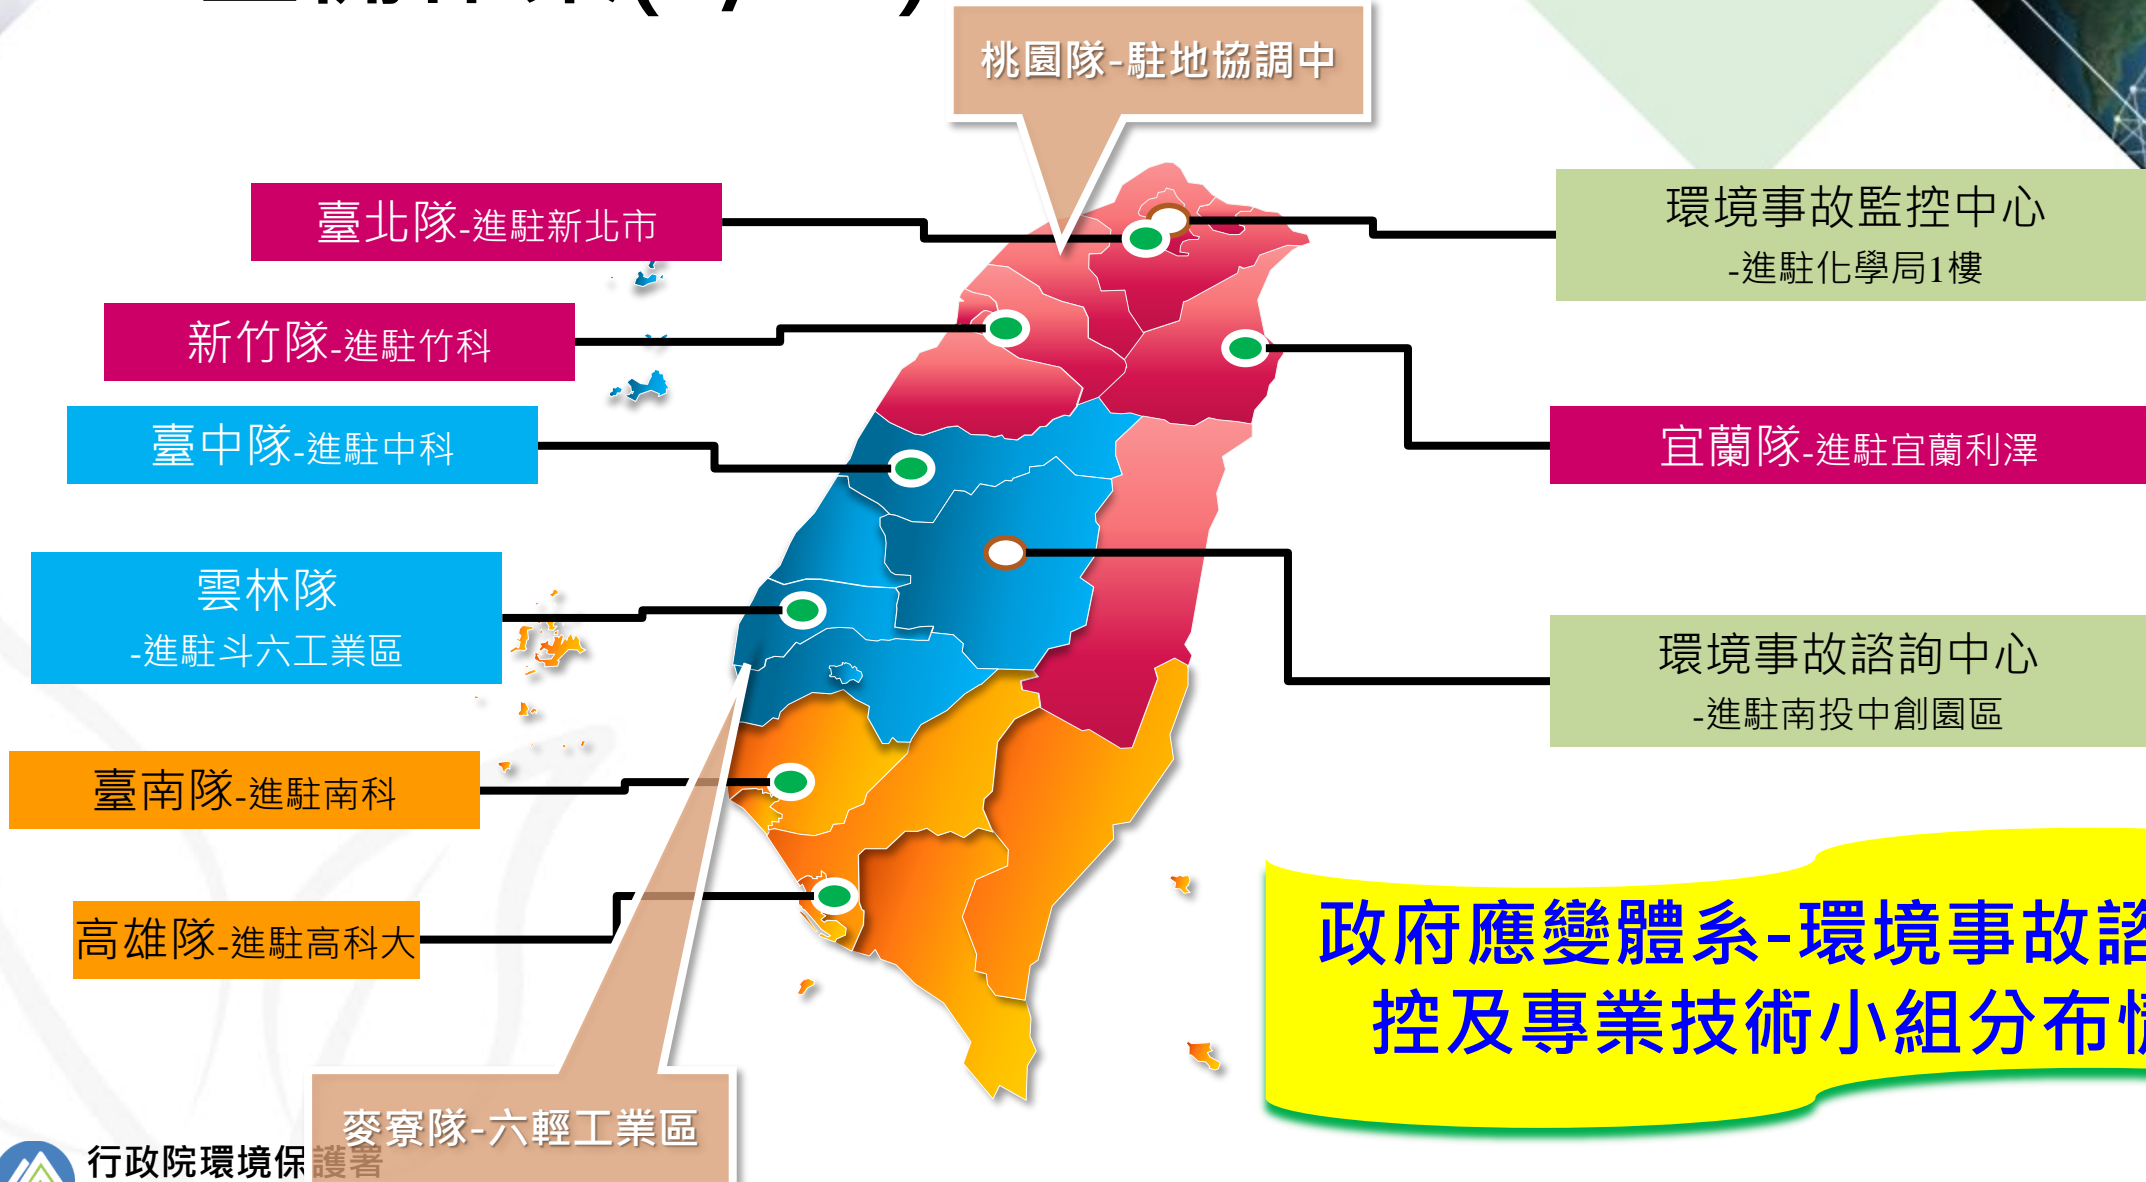 桃園隊-駐地協調中
臺北隊-進駐新北市
環境事故監控中心
-進駐化學局1樓
新竹隊-進駐竹科
臺中隊-進駐中科
宜蘭隊-進駐宜蘭利澤
雲林隊
-進駐斗六工業區
環境事故諮詢中心
-進駐南投中創園區
臺南隊-進駐南科
高雄隊-進駐高科大
政府應變體系-環境事故諮
控及專業技術小組分布情
麥寮隊-六輕工業區
行政院環境保護署